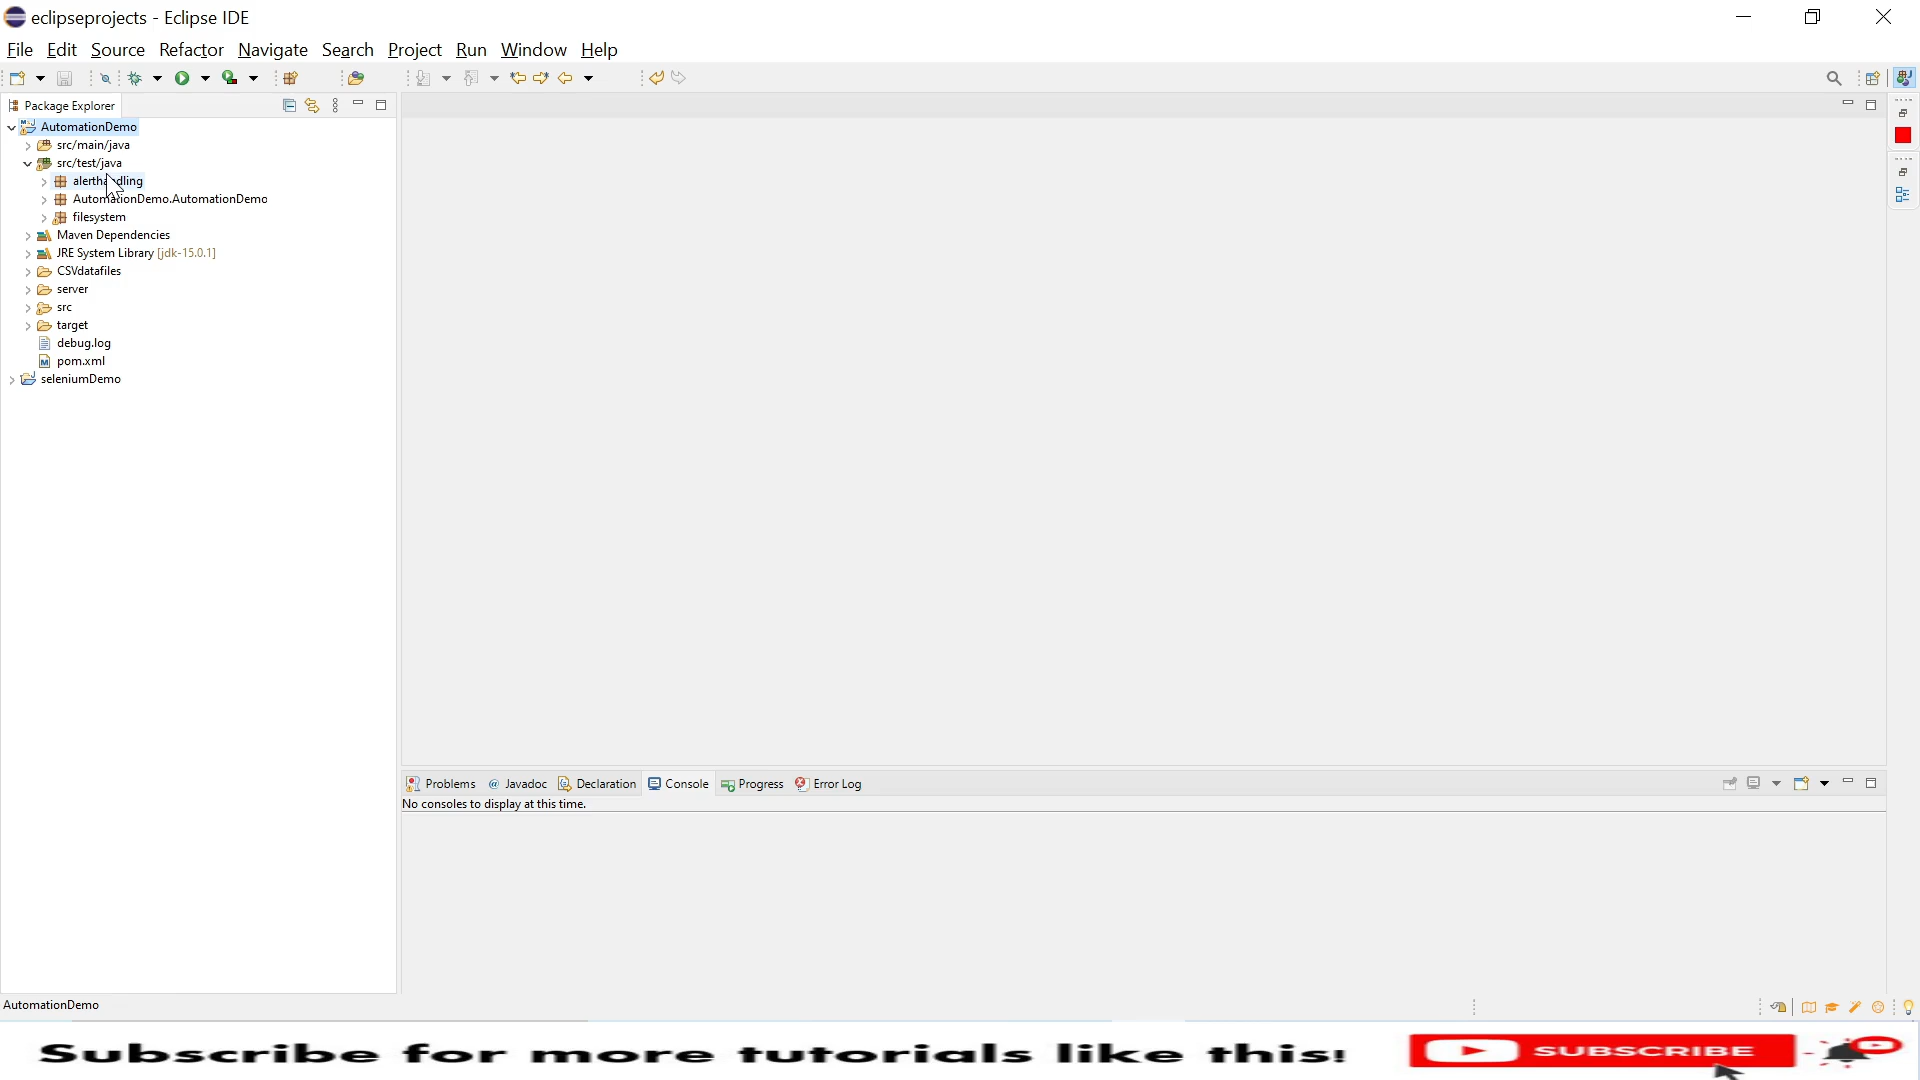 eclipseprojects - Eclipse IDE
File Edit Source Refactor Navigate Search Project Run Window Help
Package Explorer
AutomationDemo
src/main/java
src/test/java
alerthandling
AutomationDemo.AutomationDemo
filesystem
Maven Dependencies
JRE System Library [jdk-15.0.1]
CSVdatafiles
server
src
target
debug.log
pom.xml
seleniumDemo
Problems @ Javadoc Declaration Console Progress Error Log
No consoles to display at this time.
AutomationDemo
Subscribe for more tutorials like this! SUBSCRIBE